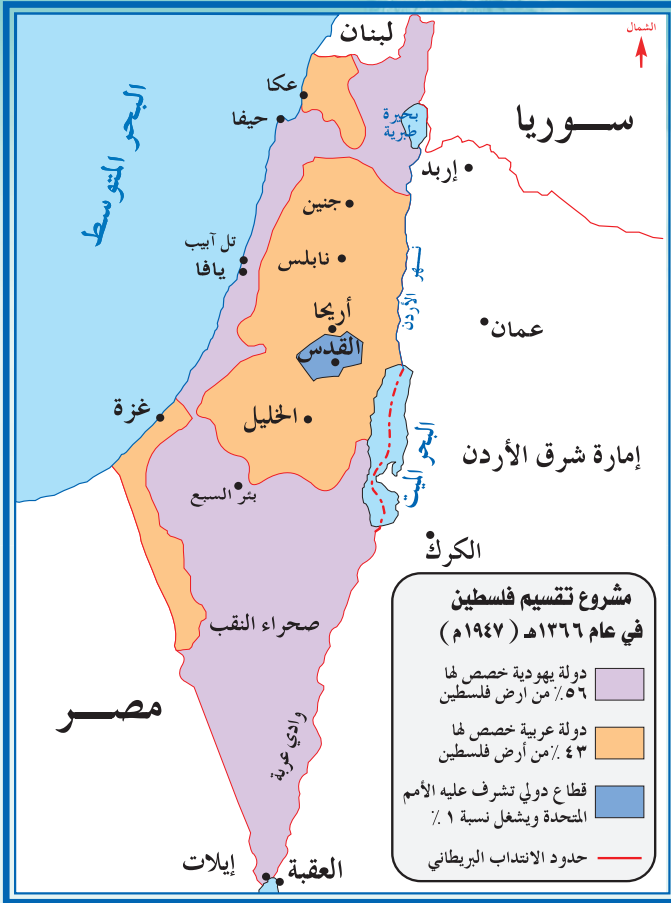 الشمال
لبنان
سـوريا
عكا
حيفا
بحيرة
طبرية
إربد
البحر المتوسط
جنين
تل آبيب
نابلس
يافا
نهر الأردن
أريحا
عمان
القدس
غزة
الخليل
البحر الميت
إمارة شرق الأردن
بئر السبع
الكرك
صحراء النقب
مصـر
وادي عربة
إيلات
العقبة
مشروع تقسيم فلسطين
في عام ١٣٦٦هـ (١٩٤٧م)
دولة يهودية خصص لها
٥٦٪ من ارض فلسطين
دولة عربية خصص لها
٤٣٪ من أرض فلسطين
قطاع دولي تشرف عليه الأمم
المتحدة ويشغل نسبة ١٪
حدود الانتداب البريطاني